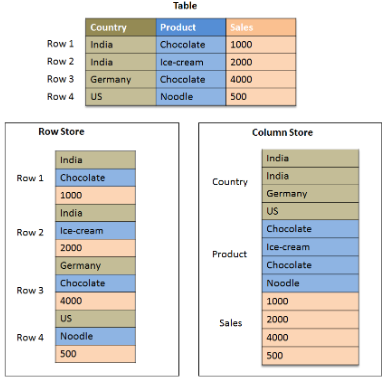 Table
Country Product Sales
Row 1 India Chocolate 1000
Row 2 India Ice-cream 2000
Row 3 Germany Chocolate 4000
Row 4 US Noodle 500
Row Store
India
Row 1 Chocolate
1000
India
Row 2 Ice-cream
2000
Germany
Row 3 Chocolate
4000
US
Row 4 Noodle
500
Column Store
India
Country India
Germany
US
Chocolate
Product Ice-cream
Chocolate
Noodle
1000
Sales 2000
4000
500